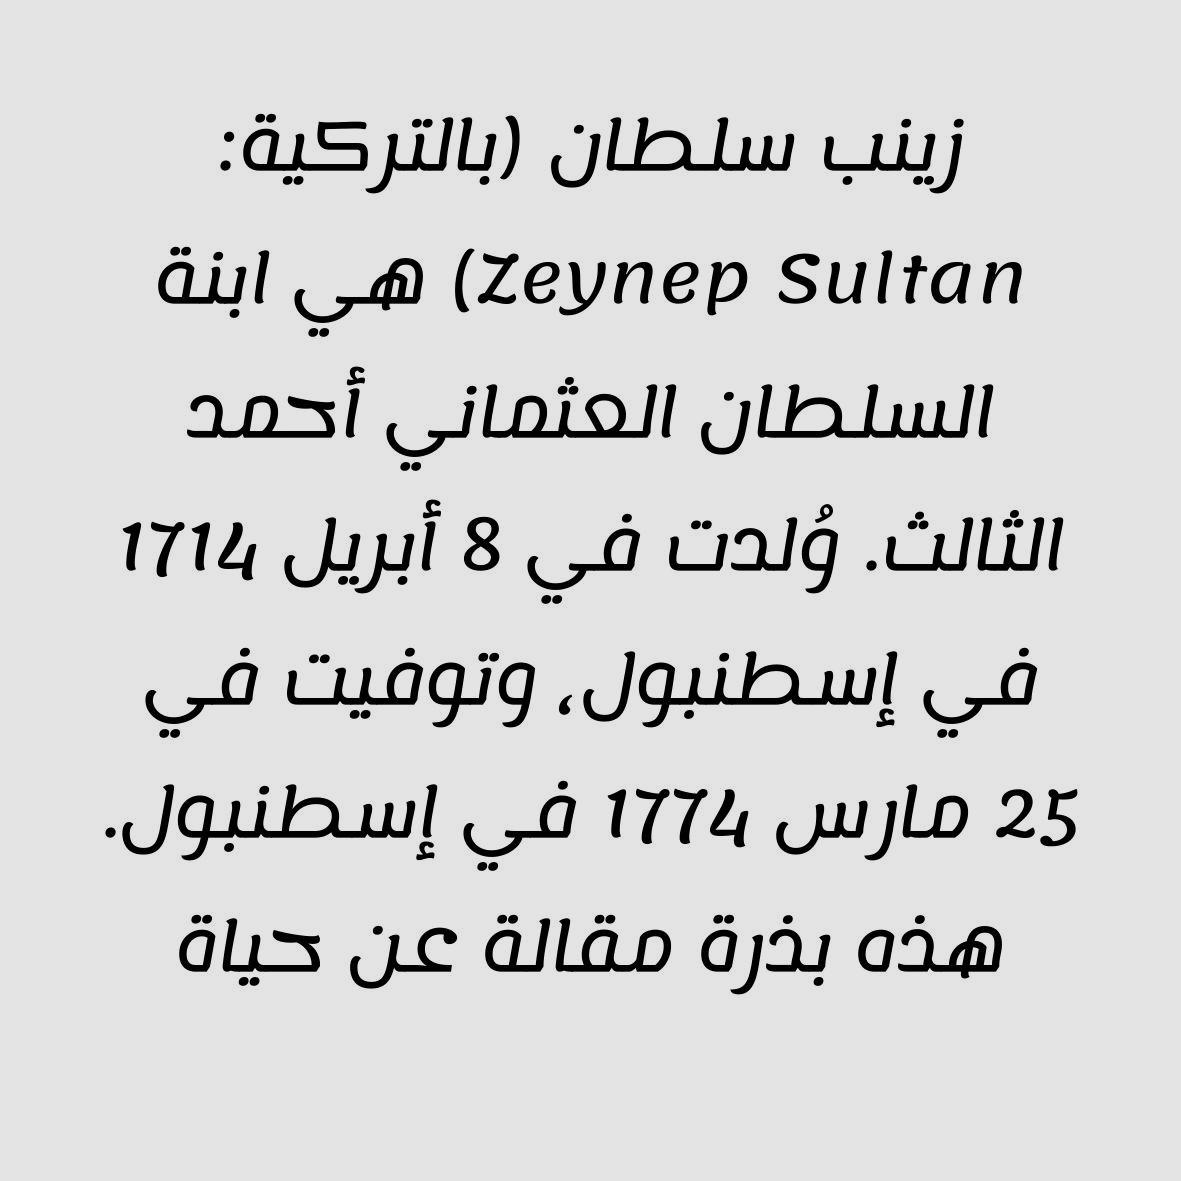 زينب سلطان (بالتركية:
Zeynep Sultan) هي ابنة
السلطان العثماني أحمد
الثالث. وُلدت في 8 أبريل 1714
في إسطنبول، وتوفيت في
25 مارس 1774 في إسطنبول.
هذه بذرة مقالة عن حياة